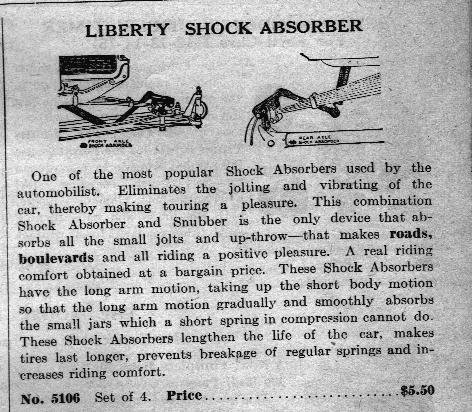 LIBERTY SHOCK ABSORBER
FRONT AXLE
SHOCK ABSORBER
REAR AXLE
SHOCK ABSORBER
One of the most popular Shock Absorbers used by the
automobilist. Eliminates the jolting and vibrating of the
car, thereby making touring a pleasure. This combination
Shock Absorber and Snubber is the only device that ab-
sorbs all the small jolts and up-throw—that makes roads,
boulevards and all riding a positive pleasure. A real riding
comfort obtained at a bargain price. These Shock Absorbers
have the long arm motion, taking up the short body motion
so that the long arm motion gradually and smoothly absorbs
the small jars which a short spring in compression cannot do.
These Shock Absorbers lengthen the life of the car, makes
tires last longer, prevents breakage of regular springs and in-
creases riding comfort.
No. 5106 Set of 4. Price..............................$5.50